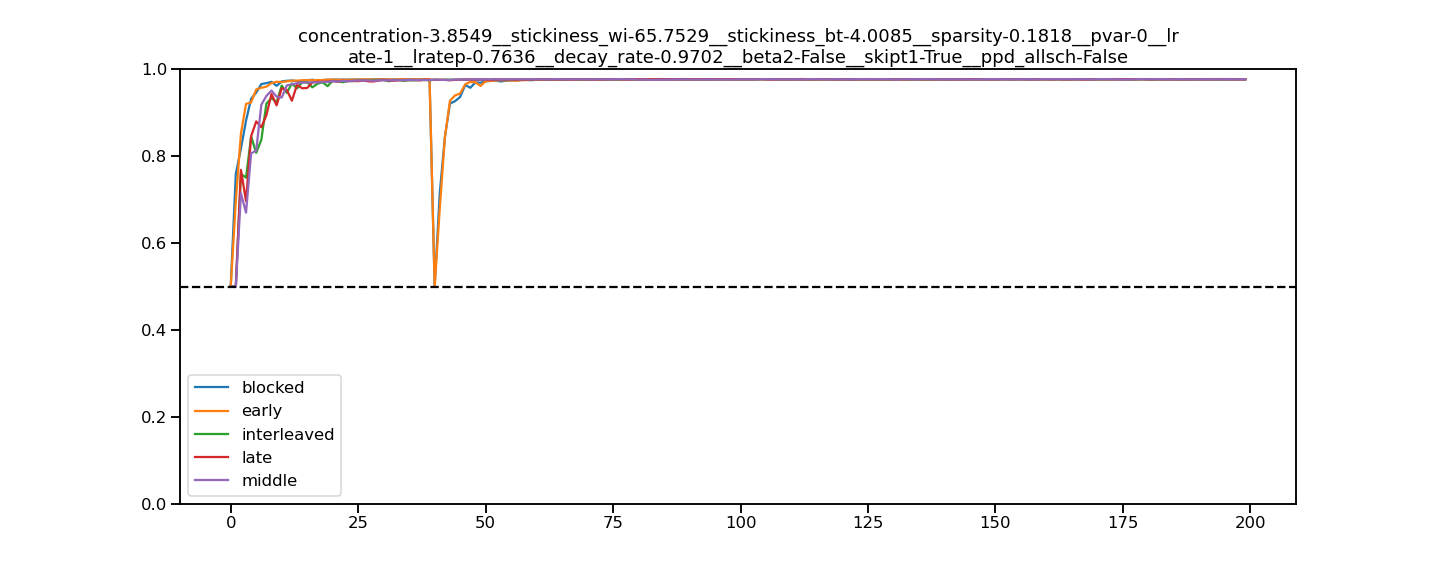 concentration-3.8549__stickiness_wi-65.7529__stickiness_bt-4.0085__sparsity-0.1818__pvar-0__lr
ate-1__lratep-0.7636__decay_rate-0.9702__beta2-False__skipt1-True__ppd_allsch-False
1.0
0.8
0.6
0.4
0.2
0.0
blocked
early
interleaved
late
middle
0 25 50 75 100 125 150 175 200